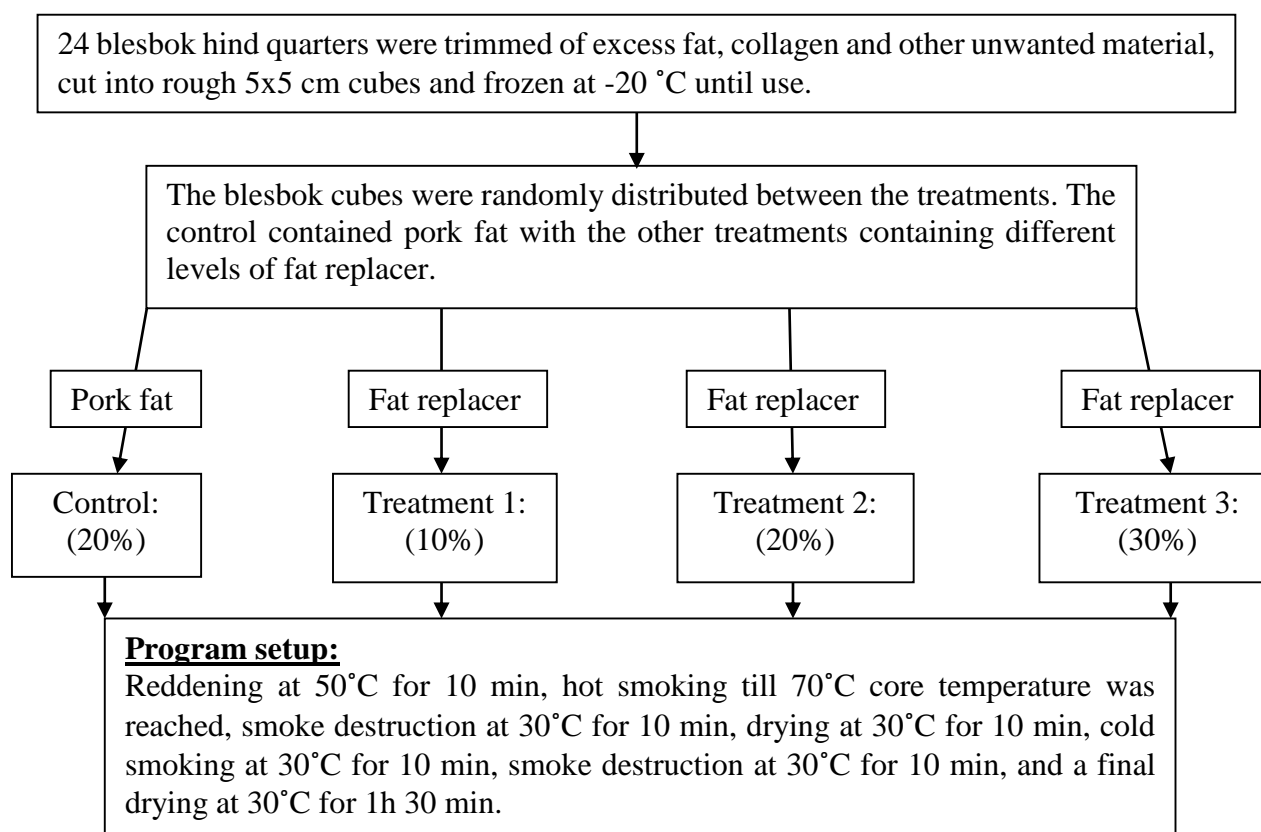 24 blesbok hind quarters were trimmed of excess fat, collagen and other unwanted material,
cut into rough 5x5 cm cubes and frozen at -20 ˚C until use.
The blesbok cubes were randomly distributed between the treatments. The
control contained pork fat with the other treatments containing different
levels of fat replacer.
Pork fat
Fat replacer
Fat replacer
Fat replacer
Control:
(20%)
Treatment 1:
(10%)
Treatment 2:
(20%)
Treatment 3:
(30%)
Program setup:
Reddening at 50˚C for 10 min, hot smoking till 70˚C core temperature was
reached, smoke destruction at 30˚C for 10 min, drying at 30˚C for 10 min, cold
smoking at 30˚C for 10 min, smoke destruction at 30˚C for 10 min, and a final
drying at 30˚C for 1h 30 min.